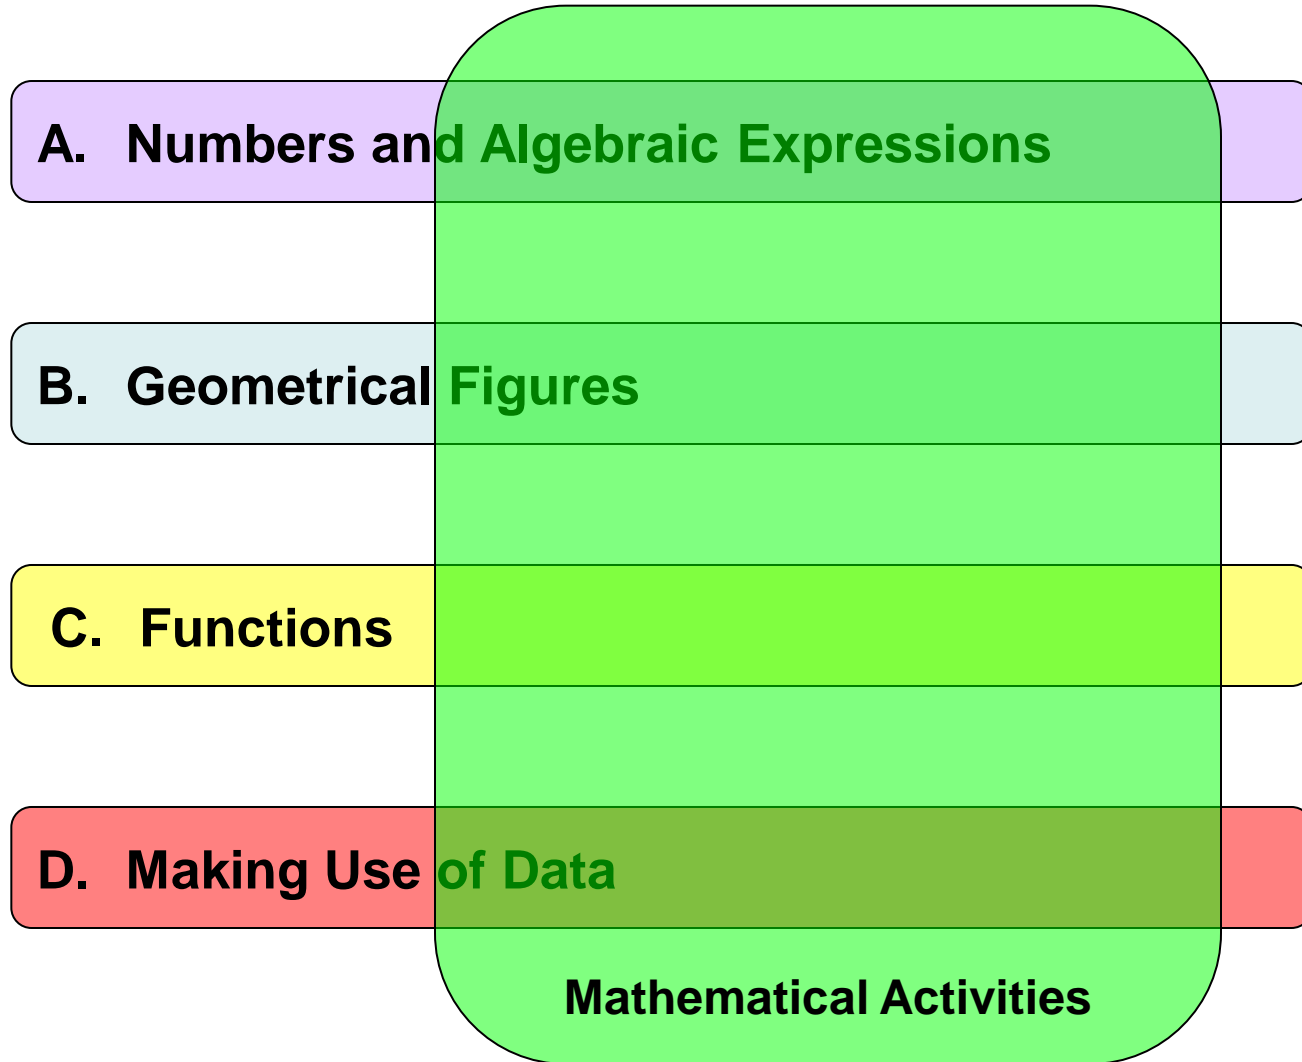 A. Numbers and Algebraic Expressions
B. Geometrical Figures
C. Functions
D. Making Use of Data
Mathematical Activities